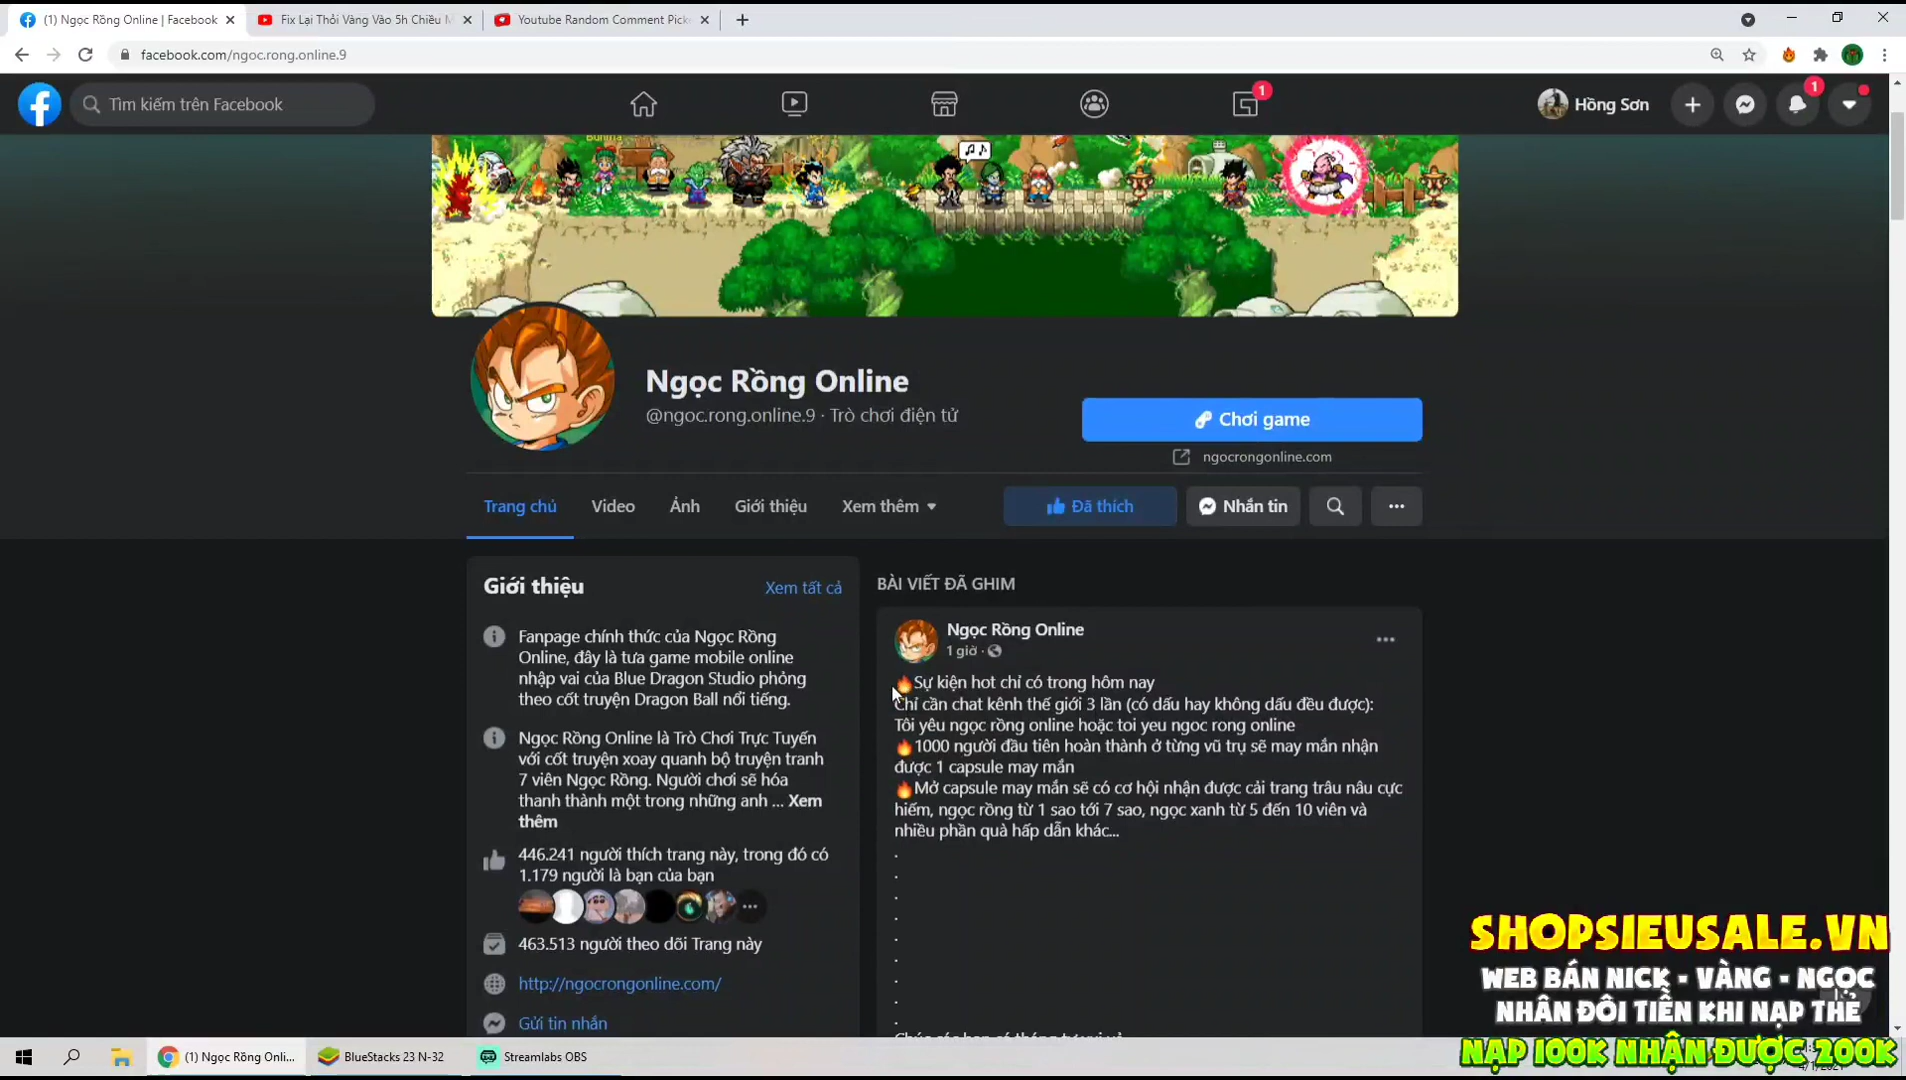 (1) Ngọc Rồng Online | Facebook
Fix Lại Thỏi Vàng Vào 5h Chiều
Youtube Random Comment Pick
facebook.com/ngoc.rong.online.9
Tìm kiếm trên Facebook
1
Hồng Sơn
1
Bunma
Ngọc Rồng Online
@ngoc.rong.online.9 · Trò chơi điện tử
Chơi game
ngocrongonline.com
Trang chủ
Video
Ảnh
Giới thiệu
Xem thêm
Đã thích
Nhắn tin
Giới thiệu
Xem tất cả
Fanpage chính thức của Ngọc Rồng
Online, đây là tưa game mobile online
nhập vai của Blue Dragon Studio phỏng
theo cốt truyện Dragon Ball nổi tiếng.
Ngọc Rồng Online là Trò Chơi Trực Tuyến
với cốt truyện xoay quanh bộ truyện tranh
7 viên Ngọc Rồng. Người chơi sẽ hóa
thanh thành một trong những anh ... Xem
thêm
446.241 người thích trang này, trong đó có
1.179 người là bạn của bạn
463.513 người theo dõi Trang này
http://ngocrongonline.com/
Gửi tin nhắn
BÀI VIẾT ĐÃ GHIM
Ngọc Rồng Online
1 giờ ·
🔥Sự kiện hot chỉ có trong hôm nay
Chỉ cần chat kênh thế giới 3 lần (có dấu hay không dấu đều được):
Tôi yêu ngọc rồng online hoặc toi yeu ngoc rong online
🔥1000 người đầu tiên hoàn thành ở từng vũ trụ sẽ may mắn nhận
được 1 capsule may mắn
🔥Mở capsule may mắn sẽ có cơ hội nhận được cải trang trâu nâu cực
hiếm, ngọc rồng từ 1 sao tới 7 sao, ngọc xanh từ 5 đến 10 viên và
nhiều phần quà hấp dẫn khác...
.
.
.
.
.
.
.
.
.
SHOPSIEUSALE.VN
WEB BÁN NICK - VÀNG - NGỌC
NHÂN ĐÔI TIỀN KHI NẠP THẺ
NẠP 100K NHẬN ĐƯỢC 200K
(1) Ngọc Rồng Onli...
BlueStacks 23 N-32
Streamlabs OBS